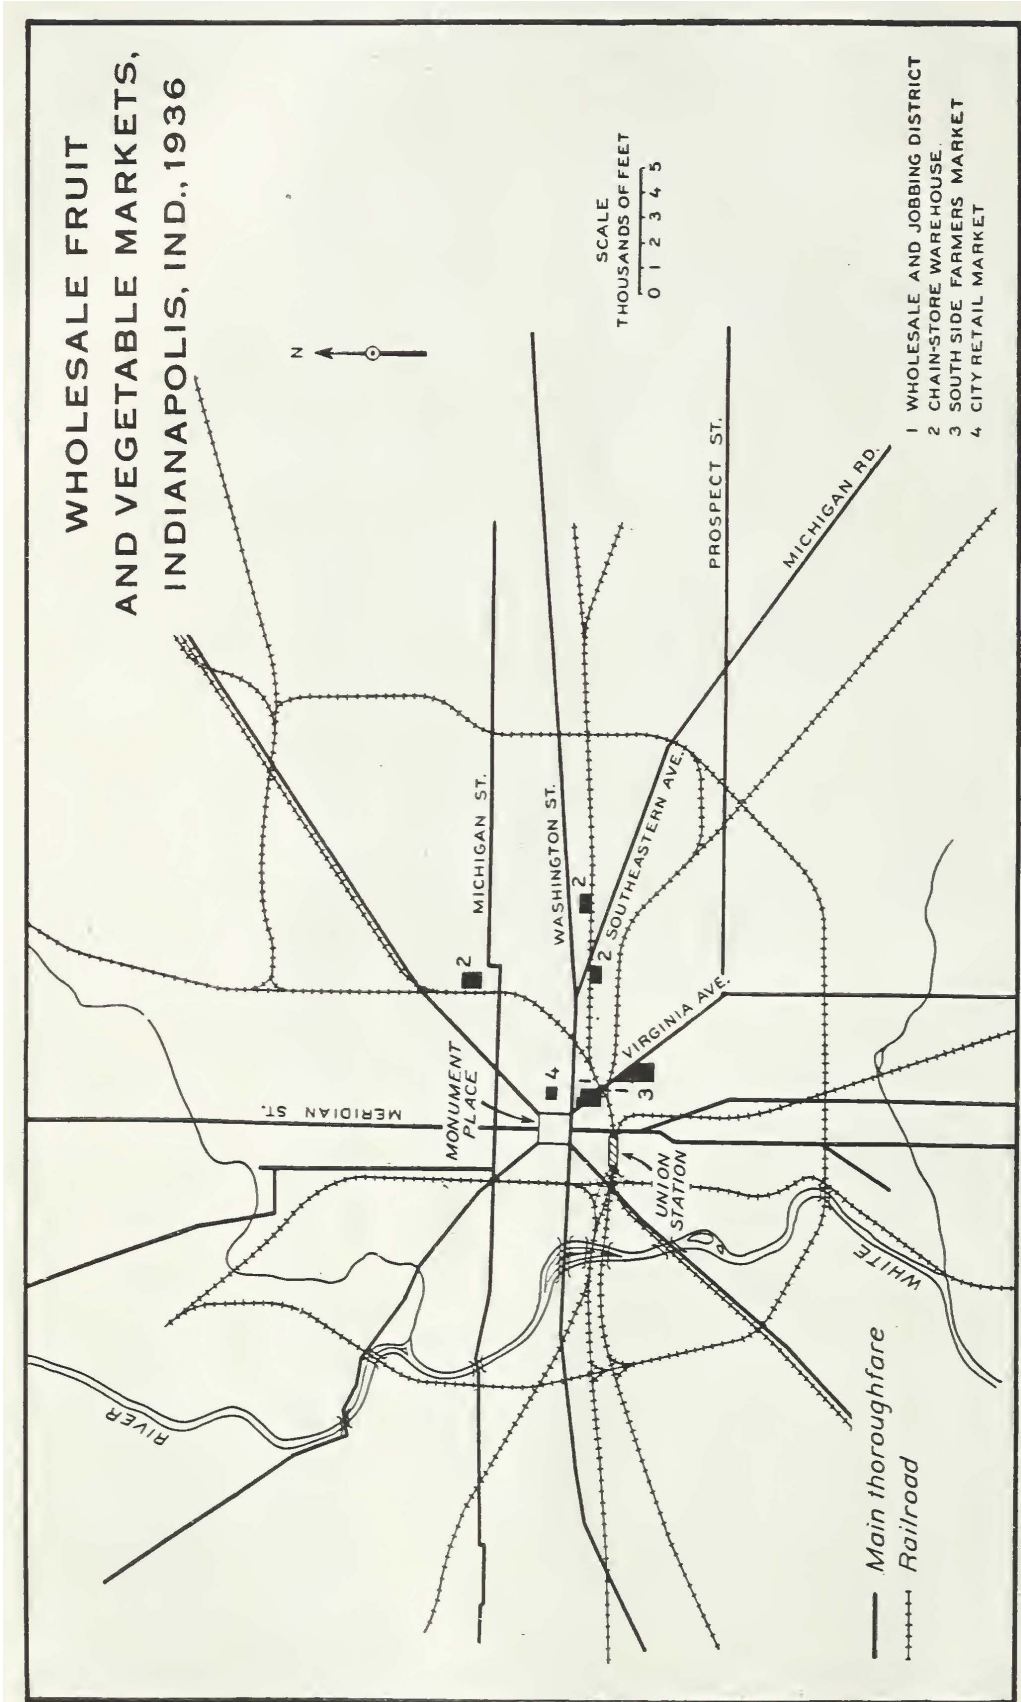 WHOLESALE FRUIT
AND VEGETABLE MARKETS,
INDIANAPOLIS, IND., 1936
N
SCALE
THOUSANDS OF FEET
0 1 2 3 4 5
1 WHOLESALE AND JOBBING DISTRICT
2 CHAIN-STORE WAREHOUSE.
3 SOUTH SIDE FARMERS MARKET
4 CITY RETAIL MARKET
RIVER
MERIDIAN ST.
MONUMENT
PLACE
MICHIGAN ST.
2
WASHINGTON ST.
2
2
SOUTHEASTERN AVE.
PROSPECT ST.
MICHIGAN RD.
4
1
1
3
VIRGINIA AVE.
UNION
STATION
WHITE
Main thoroughfare
Railroad